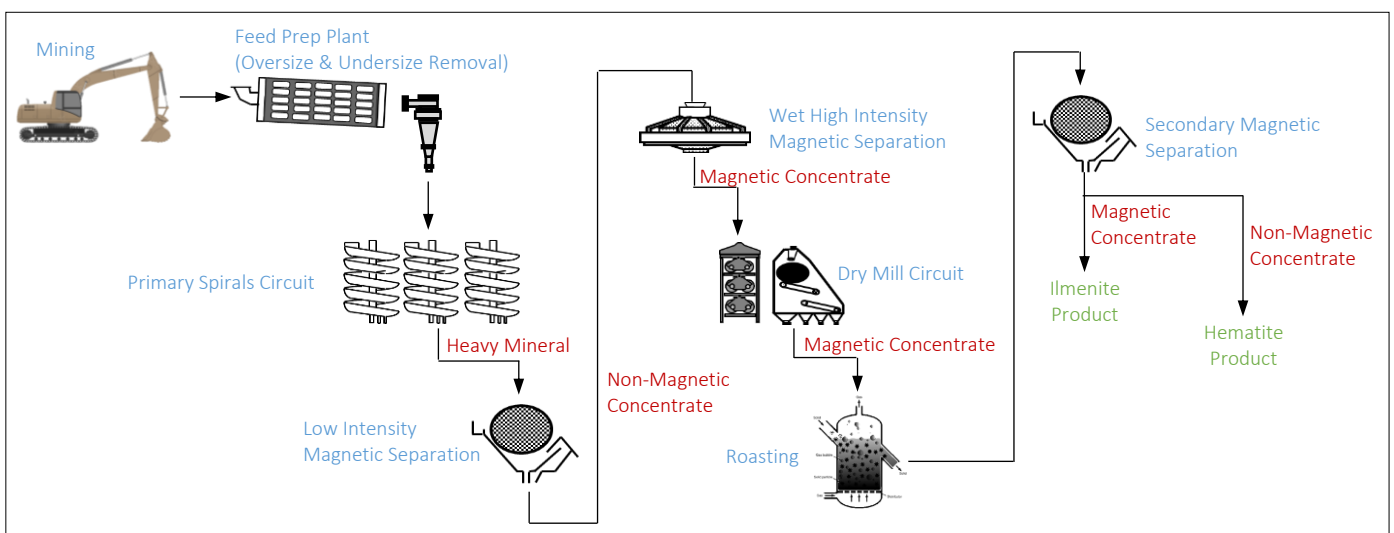 Mining
Feed Prep Plant
(Oversize & Undersize Removal)
Primary Spirals Circuit
Heavy Mineral
Low Intensity
Magnetic Separation
Non-Magnetic
Concentrate
Wet High Intensity
Magnetic Separation
Magnetic Concentrate
Dry Mill Circuit
Magnetic Concentrate
Roasting
Secondary Magnetic
Separation
Magnetic
Concentrate
Non-Magnetic
Concentrate
Ilmenite
Product
Hematite
Product